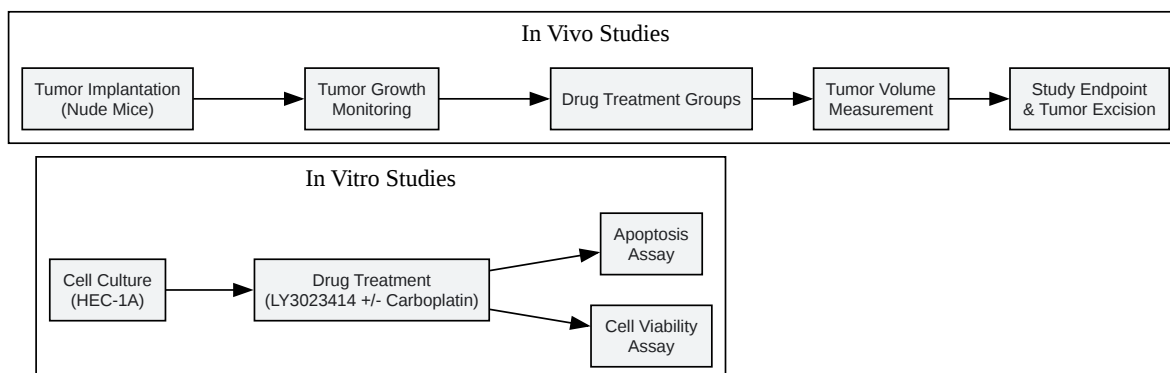 In Vivo Studies
Tumor Implantation
(Nude Mice)
Tumor Growth
Monitoring
Drug Treatment Groups
Tumor Volume
Measurement
Study Endpoint
& Tumor Excision
In Vitro Studies
Cell Culture
(HEC-1A)
Drug Treatment
(LY3023414 +/- Carboplatin)
Apoptosis
Assay
Cell Viability
Assay